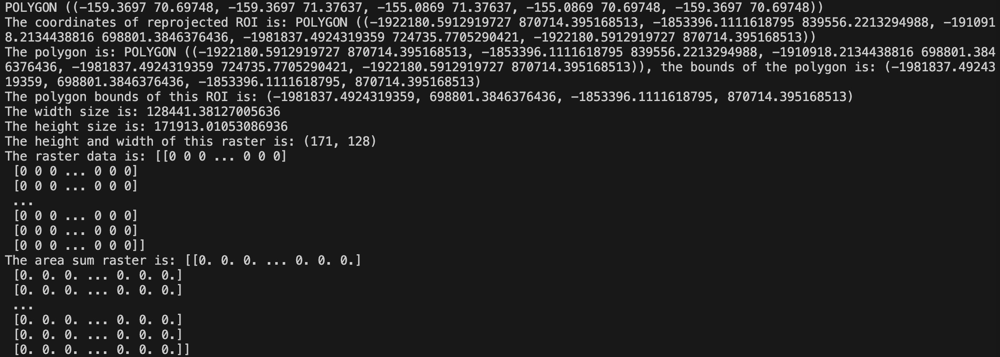 POLYGON ((-159.3697 70.69748, -159.3697 71.37637, -155.0869 71.37637, -155.0869 70.69748, -159.3697 70.69748))
The coordinates of reprojected ROI is: POLYGON ((-1922180.5912919727 870714.395168513, -1853396.1111618795 839556.2213294988, -191091
8.2134438816 698801.3846376436, -1981837.4924319359 724735.7705290421, -1922180.5912919727 870714.395168513))
The polygon is: POLYGON ((-1922180.5912919727 870714.395168513, -1853396.1111618795 839556.2213294988, -1910918.2134438816 698801.384
6376436, -1981837.4924319359 724735.7705290421, -1922180.5912919727 870714.395168513)), the bounds of the polygon is: (-1981837.49243
19359, 698801.3846376436, -1853396.1111618795, 870714.395168513)
The polygon bounds of this ROI is: (-1981837.4924319359, 698801.3846376436, -1853396.1111618795, 870714.395168513)
The width size is: 128441.38127005636
The height size is: 171913.01053086936
The height and width of this raster is: (171, 128)
The raster data is: [[0 0 0 ... 0 0 0]
 [0 0 0 ... 0 0 0]
 [0 0 0 ... 0 0 0]
 ...
 [0 0 0 ... 0 0 0]
 [0 0 0 ... 0 0 0]
 [0 0 0 ... 0 0 0]]
The area sum raster is: [[0. 0. 0. ... 0. 0. 0.]
 [0. 0. 0. ... 0. 0. 0.]
 [0. 0. 0. ... 0. 0. 0.]
 ...
 [0. 0. 0. ... 0. 0. 0.]
 [0. 0. 0. ... 0. 0. 0.]
 [0. 0. 0. ... 0. 0. 0.]]